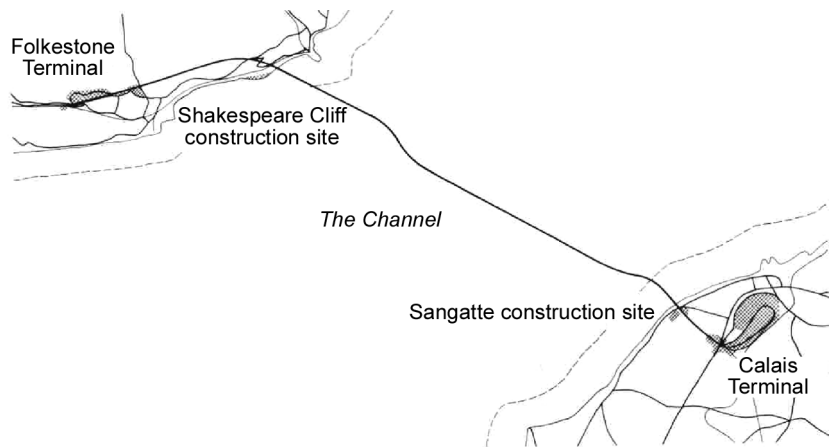 Folkestone
Terminal
Shakespeare Cliff
construction site
The Channel
Sangatte construction site
Calais
Terminal